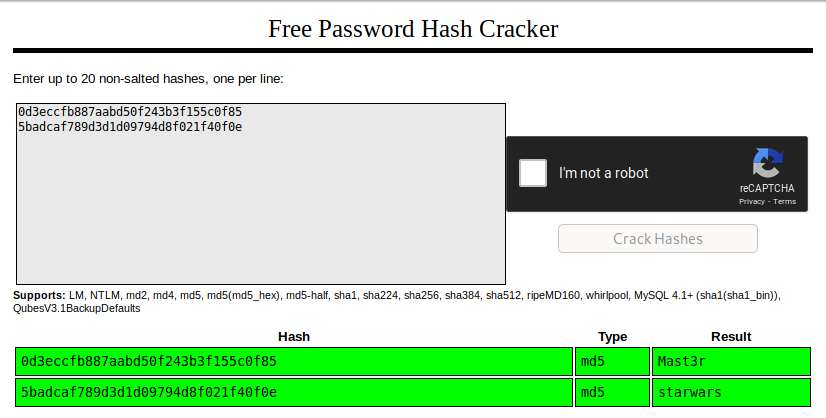 Free Password Hash Cracker
Enter up to 20 non-salted hashes, one per line:
0d3eccfb887aabd50f243b3f155c0f85
5badcaf789d3d1d09794d8f021f40f0e
I'm not a robot
reCAPTCHA
Privacy - Terms
Crack Hashes
Supports: LM, NTLM, md2, md4, md5, md5(md5_hex), md5-half, sha1, sha224, sha256, sha384, sha512, ripeMD160, whirlpool, MySQL 4.1+ (sha1(sha1_bin)),
QubesV3.1BackupDefaults
Hash Type Result
0d3eccfb887aabd50f243b3f155c0f85 md5 Mast3r
5badcaf789d3d1d09794d8f021f40f0e md5 starwars